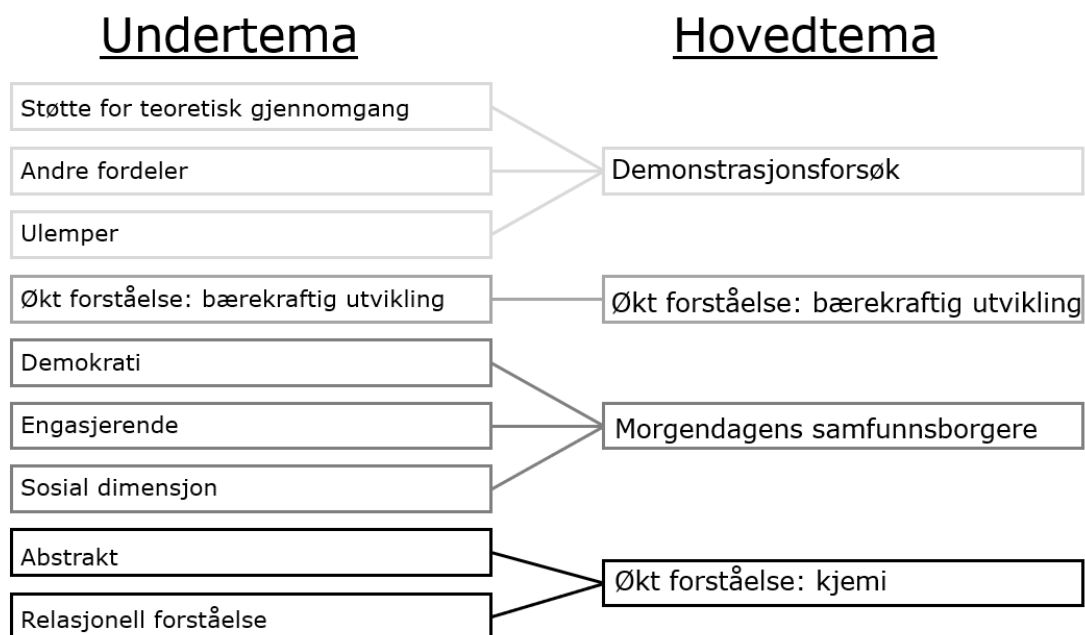 Undertema
Hovedtema
Støtte for teoretisk gjennomgang
Andre fordeler
Ulemper
Demonstrasjonsforsøk
Økt forståelse: bærekraftig utvikling
Økt forståelse: bærekraftig utvikling
Demokrati
Engasjerende
Sosial dimensjon
Morgendagens samfunnsborgere
Abstrakt
Relasjonell forståelse
Økt forståelse: kjemi